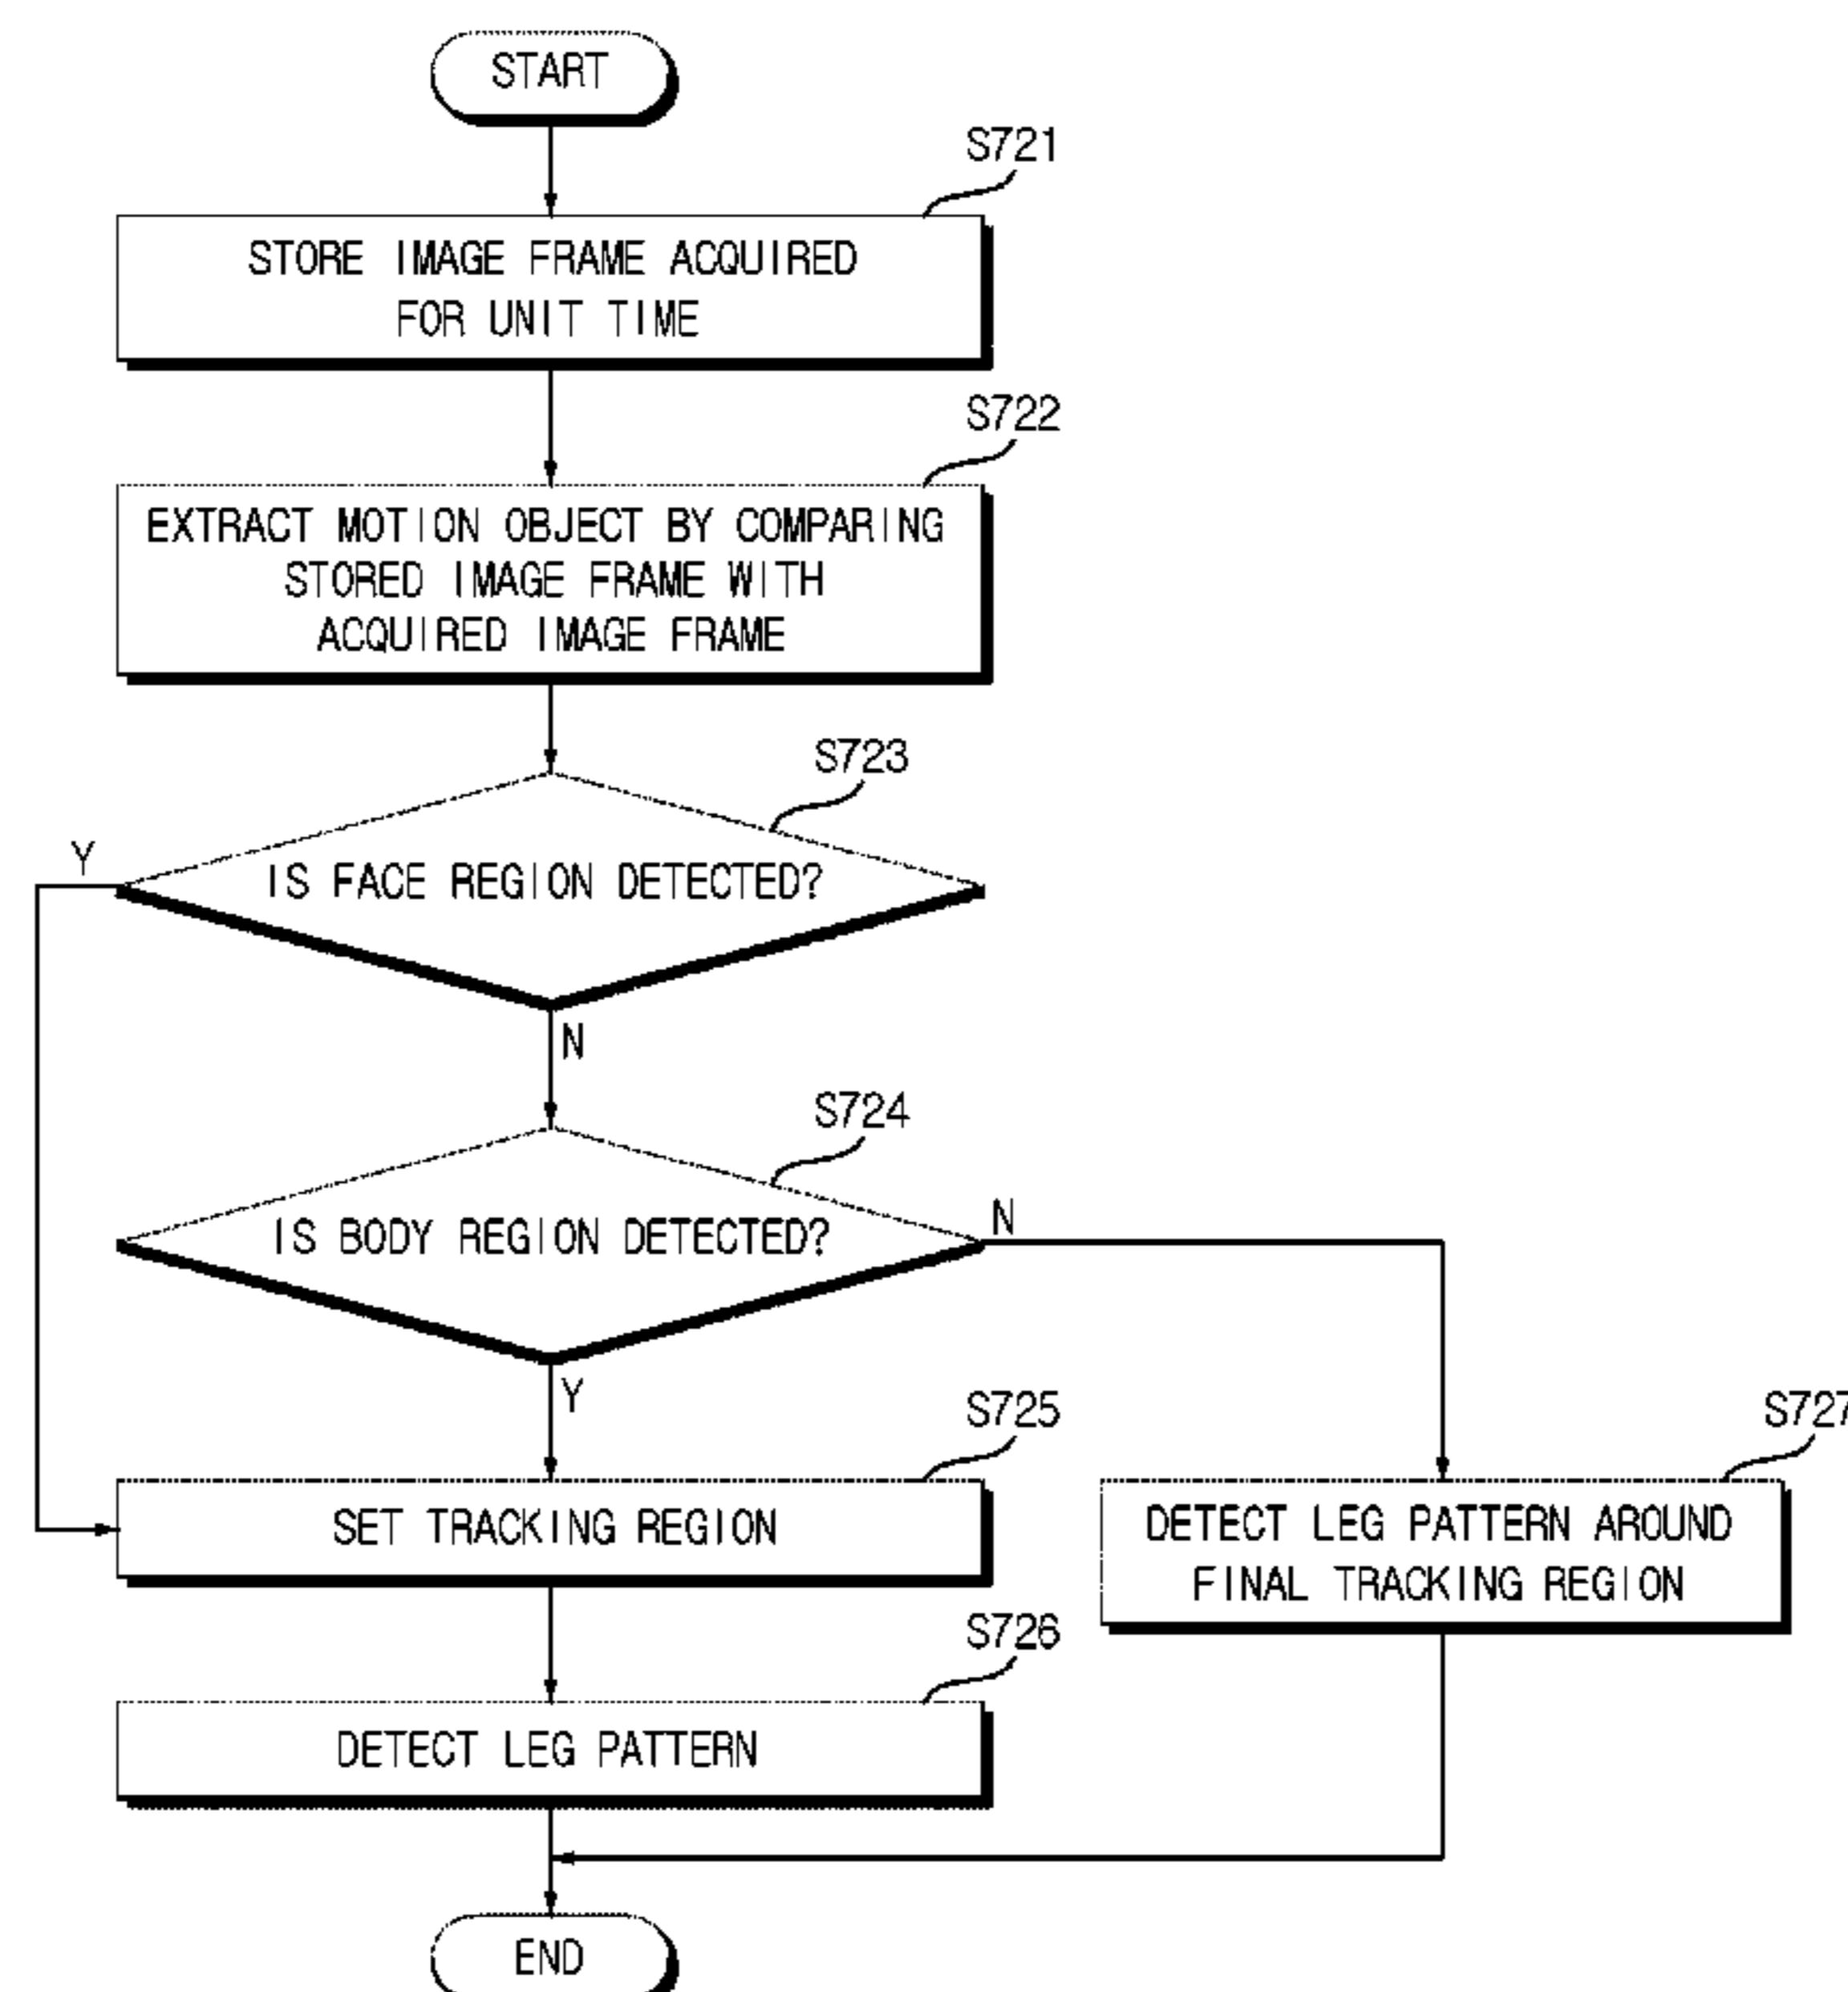 START
S721
STORE IMAGE FRAME ACQUIRED
FOR UNIT TIME
S722
EXTRACT MOTION OBJECT BY COMPARING
STORED IMAGE FRAME WITH
ACQUIRED IMAGE FRAME
S723
Y
IS FACE REGION DETECTED?
N
S724
IS BODY REGION DETECTED?
N
Y
S725
SET TRACKING REGION
S727
DETECT LEG PATTERN AROUND
FINAL TRACKING REGION
S726
DETECT LEG PATTERN
END